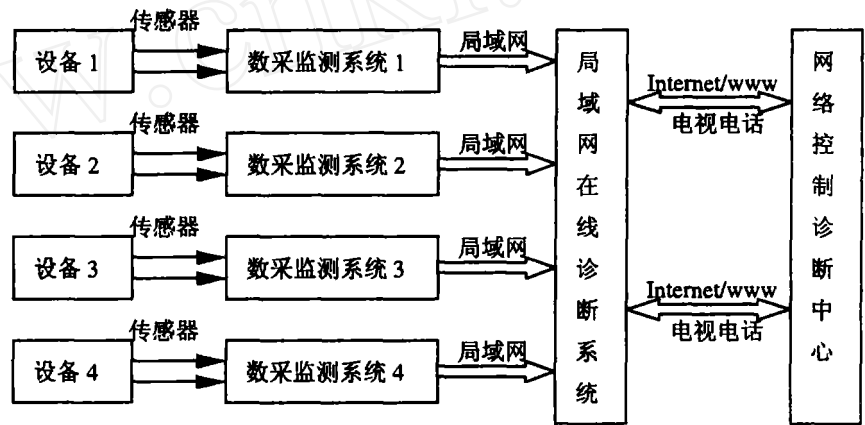 传感器
设备 1
数采监测系统 1
局域网
传感器
设备 2
数采监测系统 2
局域网
传感器
设备 3
数采监测系统 3
局域网
传感器
设备 4
数采监测系统 4
局域网
局域网在线诊断系统
Internet/www
电视电话
Internet/www
电视电话
网络控制诊断中心